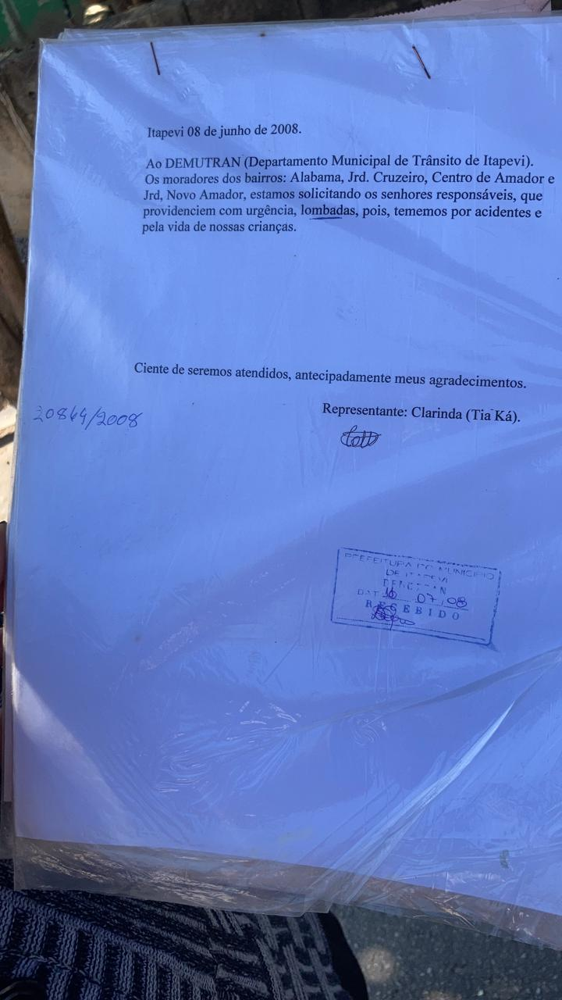 Itapevi 08 de junho de 2008.
Ao DEMUTRAN (Departamento Municipal de Trânsito de Itapevi).
Os moradores dos bairros: Alabama, Jrd. Cruzeiro, Centro de Amador e
Jrd, Novo Amador, estamos solicitando os senhores responsáveis, que
providenciem com urgência, lombadas, pois, tememos por acidentes e
pela vida de nossas crianças.
Ciente de seremos atendidos, antecipadamente meus agradecimentos.
Representante: Clarinda (Tia Ká).
20864/2008
PREFEITURA DO MUNICIPIO
DE ITAPEVI
DEMUTRAN
DATA 07 08
RECEBIDO